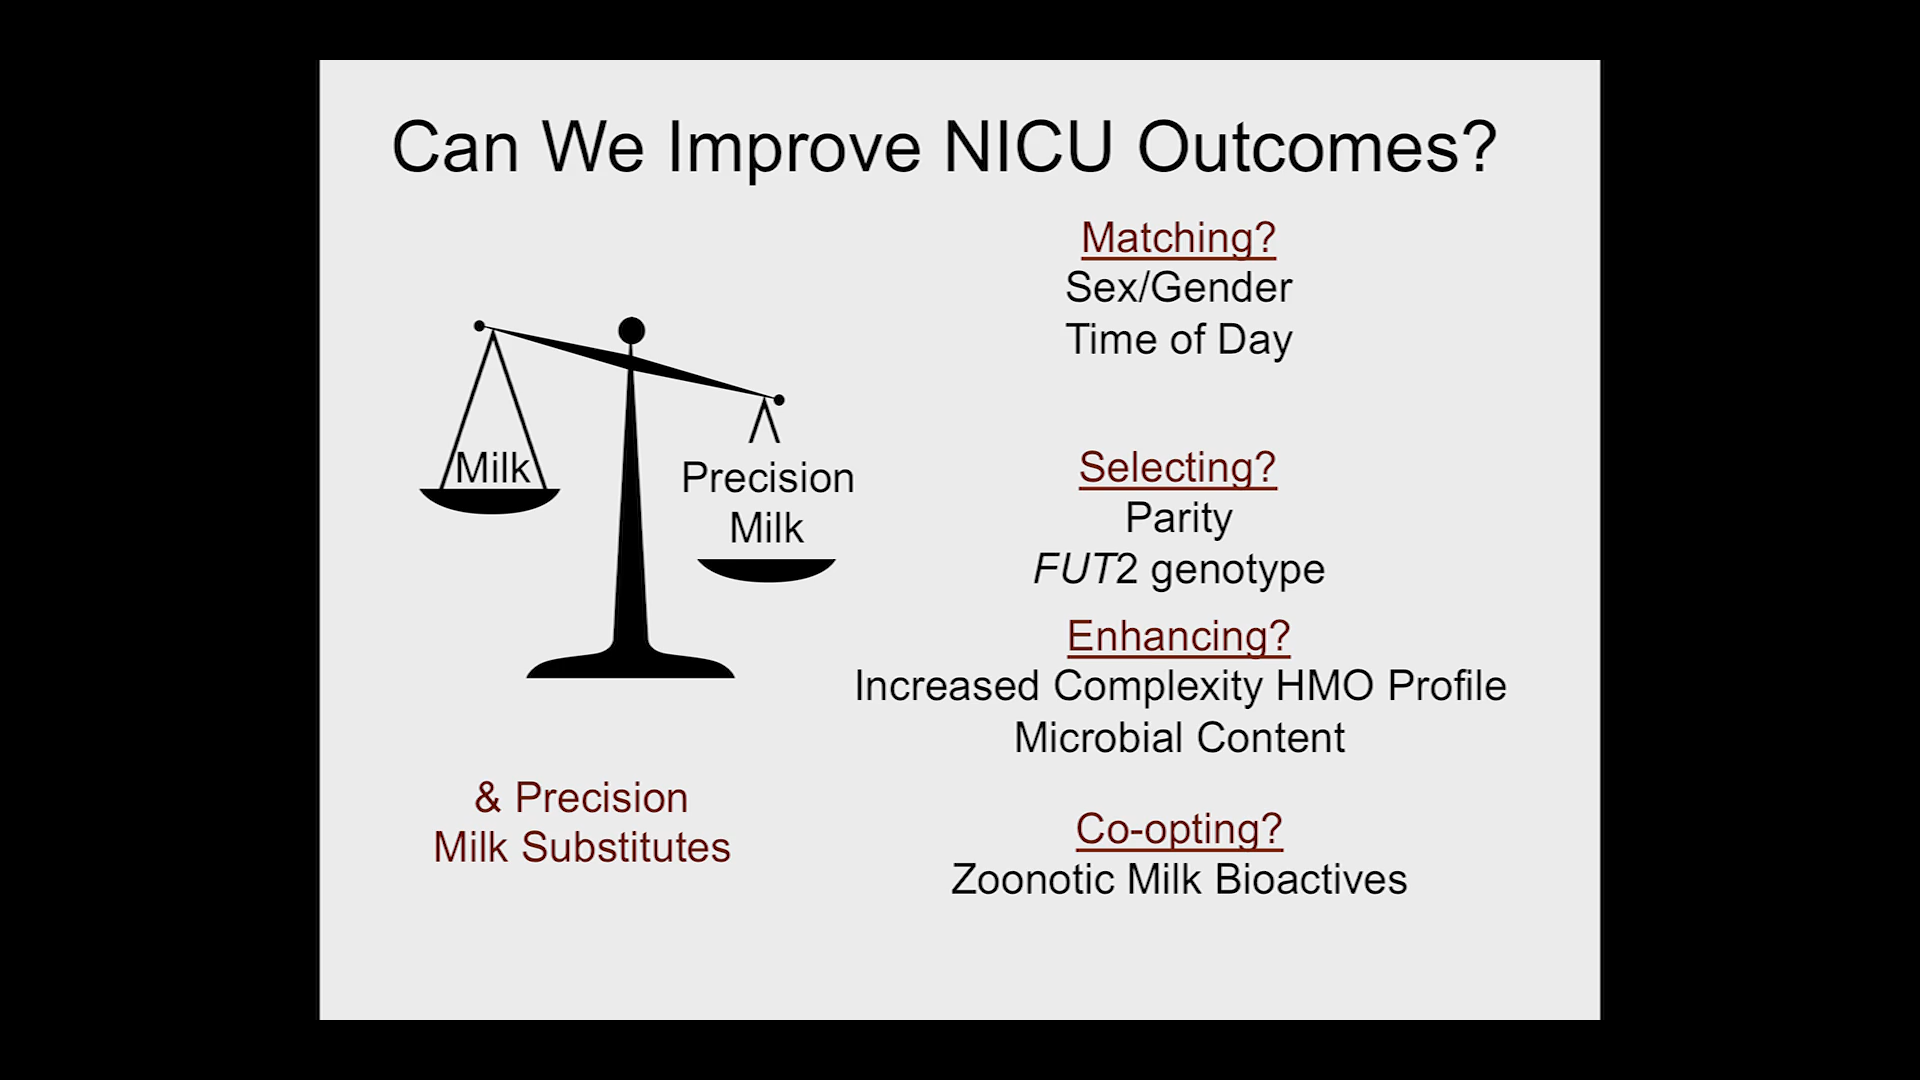 Can We Improve NICU Outcomes?
Milk
Precision
Milk
& Precision
Milk Substitutes
Matching?
Sex/Gender
Time of Day
Selecting?
Parity
FUT2 genotype
Enhancing?
Increased Complexity HMO Profile
Microbial Content
Co-opting?
Zoonotic Milk Bioactives